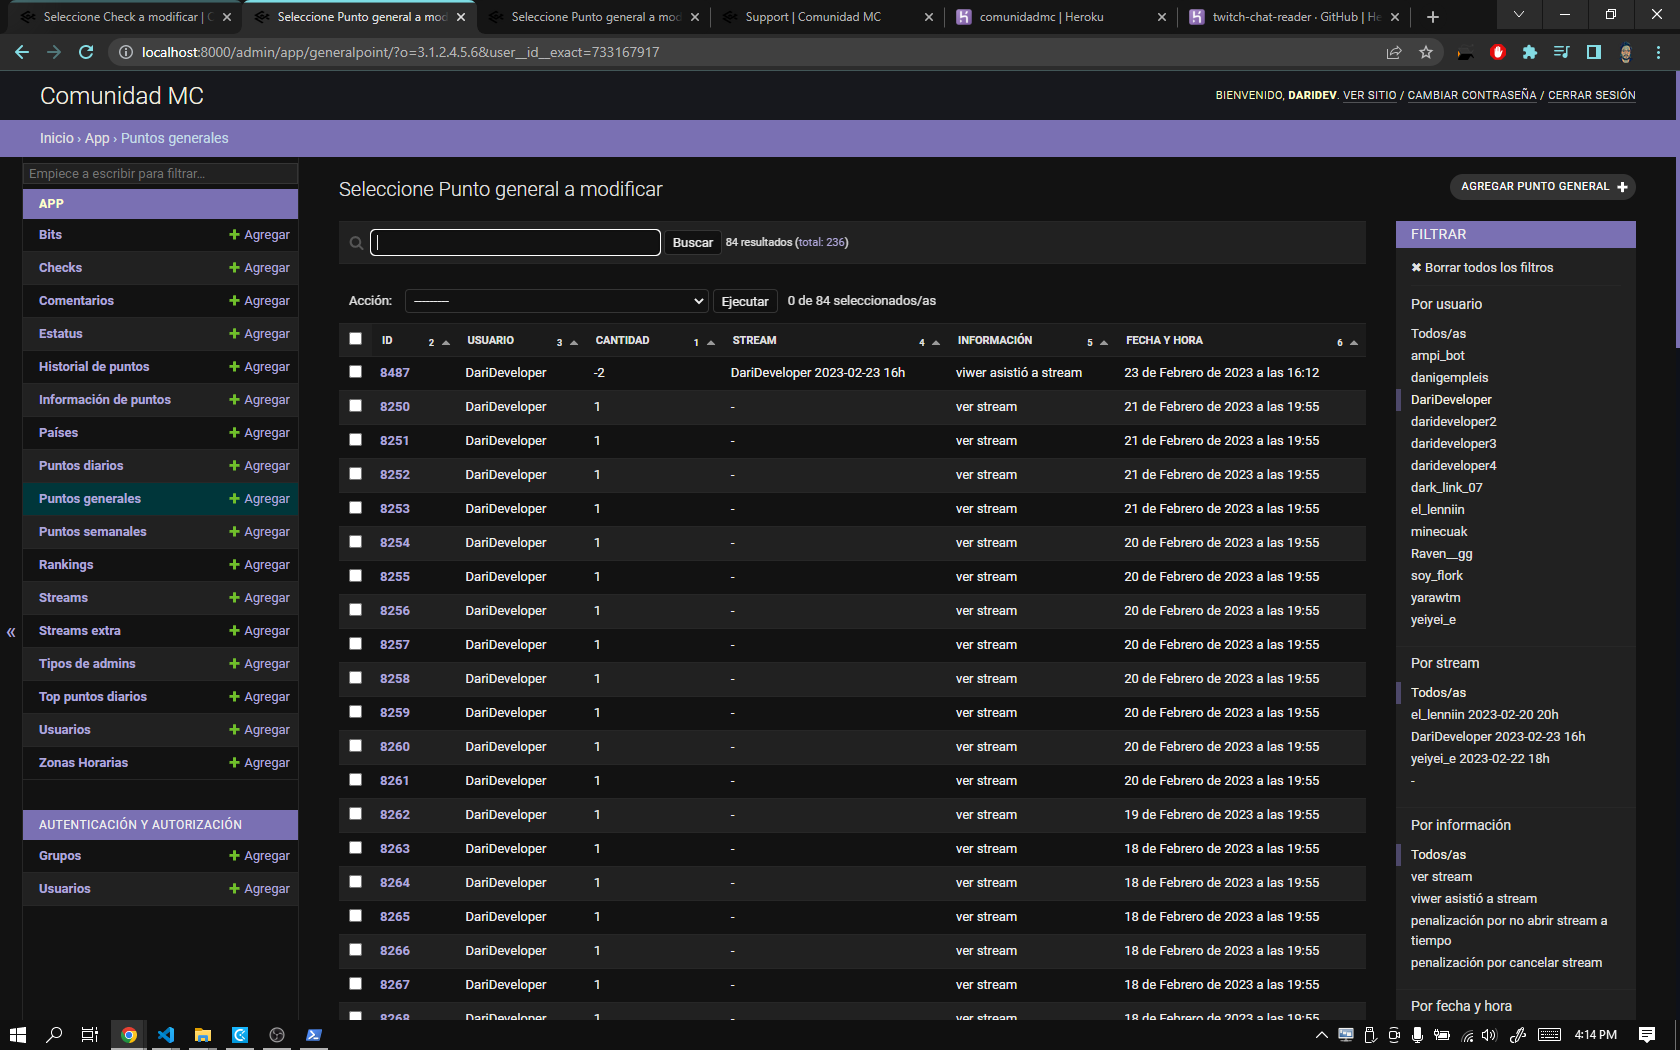 Seleccione Check a modificar | C
Seleccione Punto general a mod
Seleccione Punto general a mod
Support | Comunidad MC
comunidadmc | Heroku
twitch-chat-reader · GitHub | He
localhost:8000/admin/app/generalpoint/?o=3.1.2.4.5.6&user__id__exact=733167917
Comunidad MC
BIENVENIDO, DARIDEV. VER SITIO / CAMBIAR CONTRASEÑA / CERRAR SESIÓN
Inicio › App › Puntos generales
Empiece a escribir para filtrar...
APP
Bits + Agregar
Checks + Agregar
Comentarios + Agregar
Estatus + Agregar
Historial de puntos + Agregar
Información de puntos + Agregar
Países + Agregar
Puntos diarios + Agregar
Puntos generales + Agregar
Puntos semanales + Agregar
Rankings + Agregar
Streams + Agregar
Streams extra + Agregar
Tipos de admins + Agregar
Top puntos diarios + Agregar
Usuarios + Agregar
Zonas Horarias + Agregar
«
AUTENTICACIÓN Y AUTORIZACIÓN
Grupos + Agregar
Usuarios + Agregar
Seleccione Punto general a modificar
AGREGAR PUNTO GENERAL +
Buscar 84 resultados (total: 236)
Acción: --------- Ejecutar 0 de 84 seleccionados/as
ID 2 USUARIO 3 CANTIDAD 1 STREAM 4 INFORMACIÓN 5 FECHA Y HORA 6
8487 DariDeveloper -2 DariDeveloper 2023-02-23 16h viwer asistió a stream 23 de Febrero de 2023 a las 16:12
8250 DariDeveloper 1 - ver stream 21 de Febrero de 2023 a las 19:55
8251 DariDeveloper 1 - ver stream 21 de Febrero de 2023 a las 19:55
8252 DariDeveloper 1 - ver stream 21 de Febrero de 2023 a las 19:55
8253 DariDeveloper 1 - ver stream 21 de Febrero de 2023 a las 19:55
8254 DariDeveloper 1 - ver stream 20 de Febrero de 2023 a las 19:55
8255 DariDeveloper 1 - ver stream 20 de Febrero de 2023 a las 19:55
8256 DariDeveloper 1 - ver stream 20 de Febrero de 2023 a las 19:55
8257 DariDeveloper 1 - ver stream 20 de Febrero de 2023 a las 19:55
8258 DariDeveloper 1 - ver stream 20 de Febrero de 2023 a las 19:55
8259 DariDeveloper 1 - ver stream 20 de Febrero de 2023 a las 19:55
8260 DariDeveloper 1 - ver stream 20 de Febrero de 2023 a las 19:55
8261 DariDeveloper 1 - ver stream 20 de Febrero de 2023 a las 19:55
8262 DariDeveloper 1 - ver stream 19 de Febrero de 2023 a las 19:55
8263 DariDeveloper 1 - ver stream 18 de Febrero de 2023 a las 19:55
8264 DariDeveloper 1 - ver stream 18 de Febrero de 2023 a las 19:55
8265 DariDeveloper 1 - ver stream 18 de Febrero de 2023 a las 19:55
8266 DariDeveloper 1 - ver stream 18 de Febrero de 2023 a las 19:55
8267 DariDeveloper 1 - ver stream 18 de Febrero de 2023 a las 19:55
8268 DariDeveloper 1 - ver stream 18 de Febrero de 2023 a las 19:55
FILTRAR
✖ Borrar todos los filtros
Por usuario
Todos/as
ampi_bot
danigempleis
DariDeveloper
darideveloper2
darideveloper3
darideveloper4
dark_link_07
el_lenniin
minecuak
Raven__gg
soy_flork
yarawtm
yeiyei_e
Por stream
Todos/as
el_lenniin 2023-02-20 20h
DariDeveloper 2023-02-23 16h
yeiyei_e 2023-02-22 18h
-
Por información
Todos/as
ver stream
viwer asistió a stream
penalización por no abrir stream a
tiempo
penalización por cancelar stream
Por fecha y hora
4:14 PM